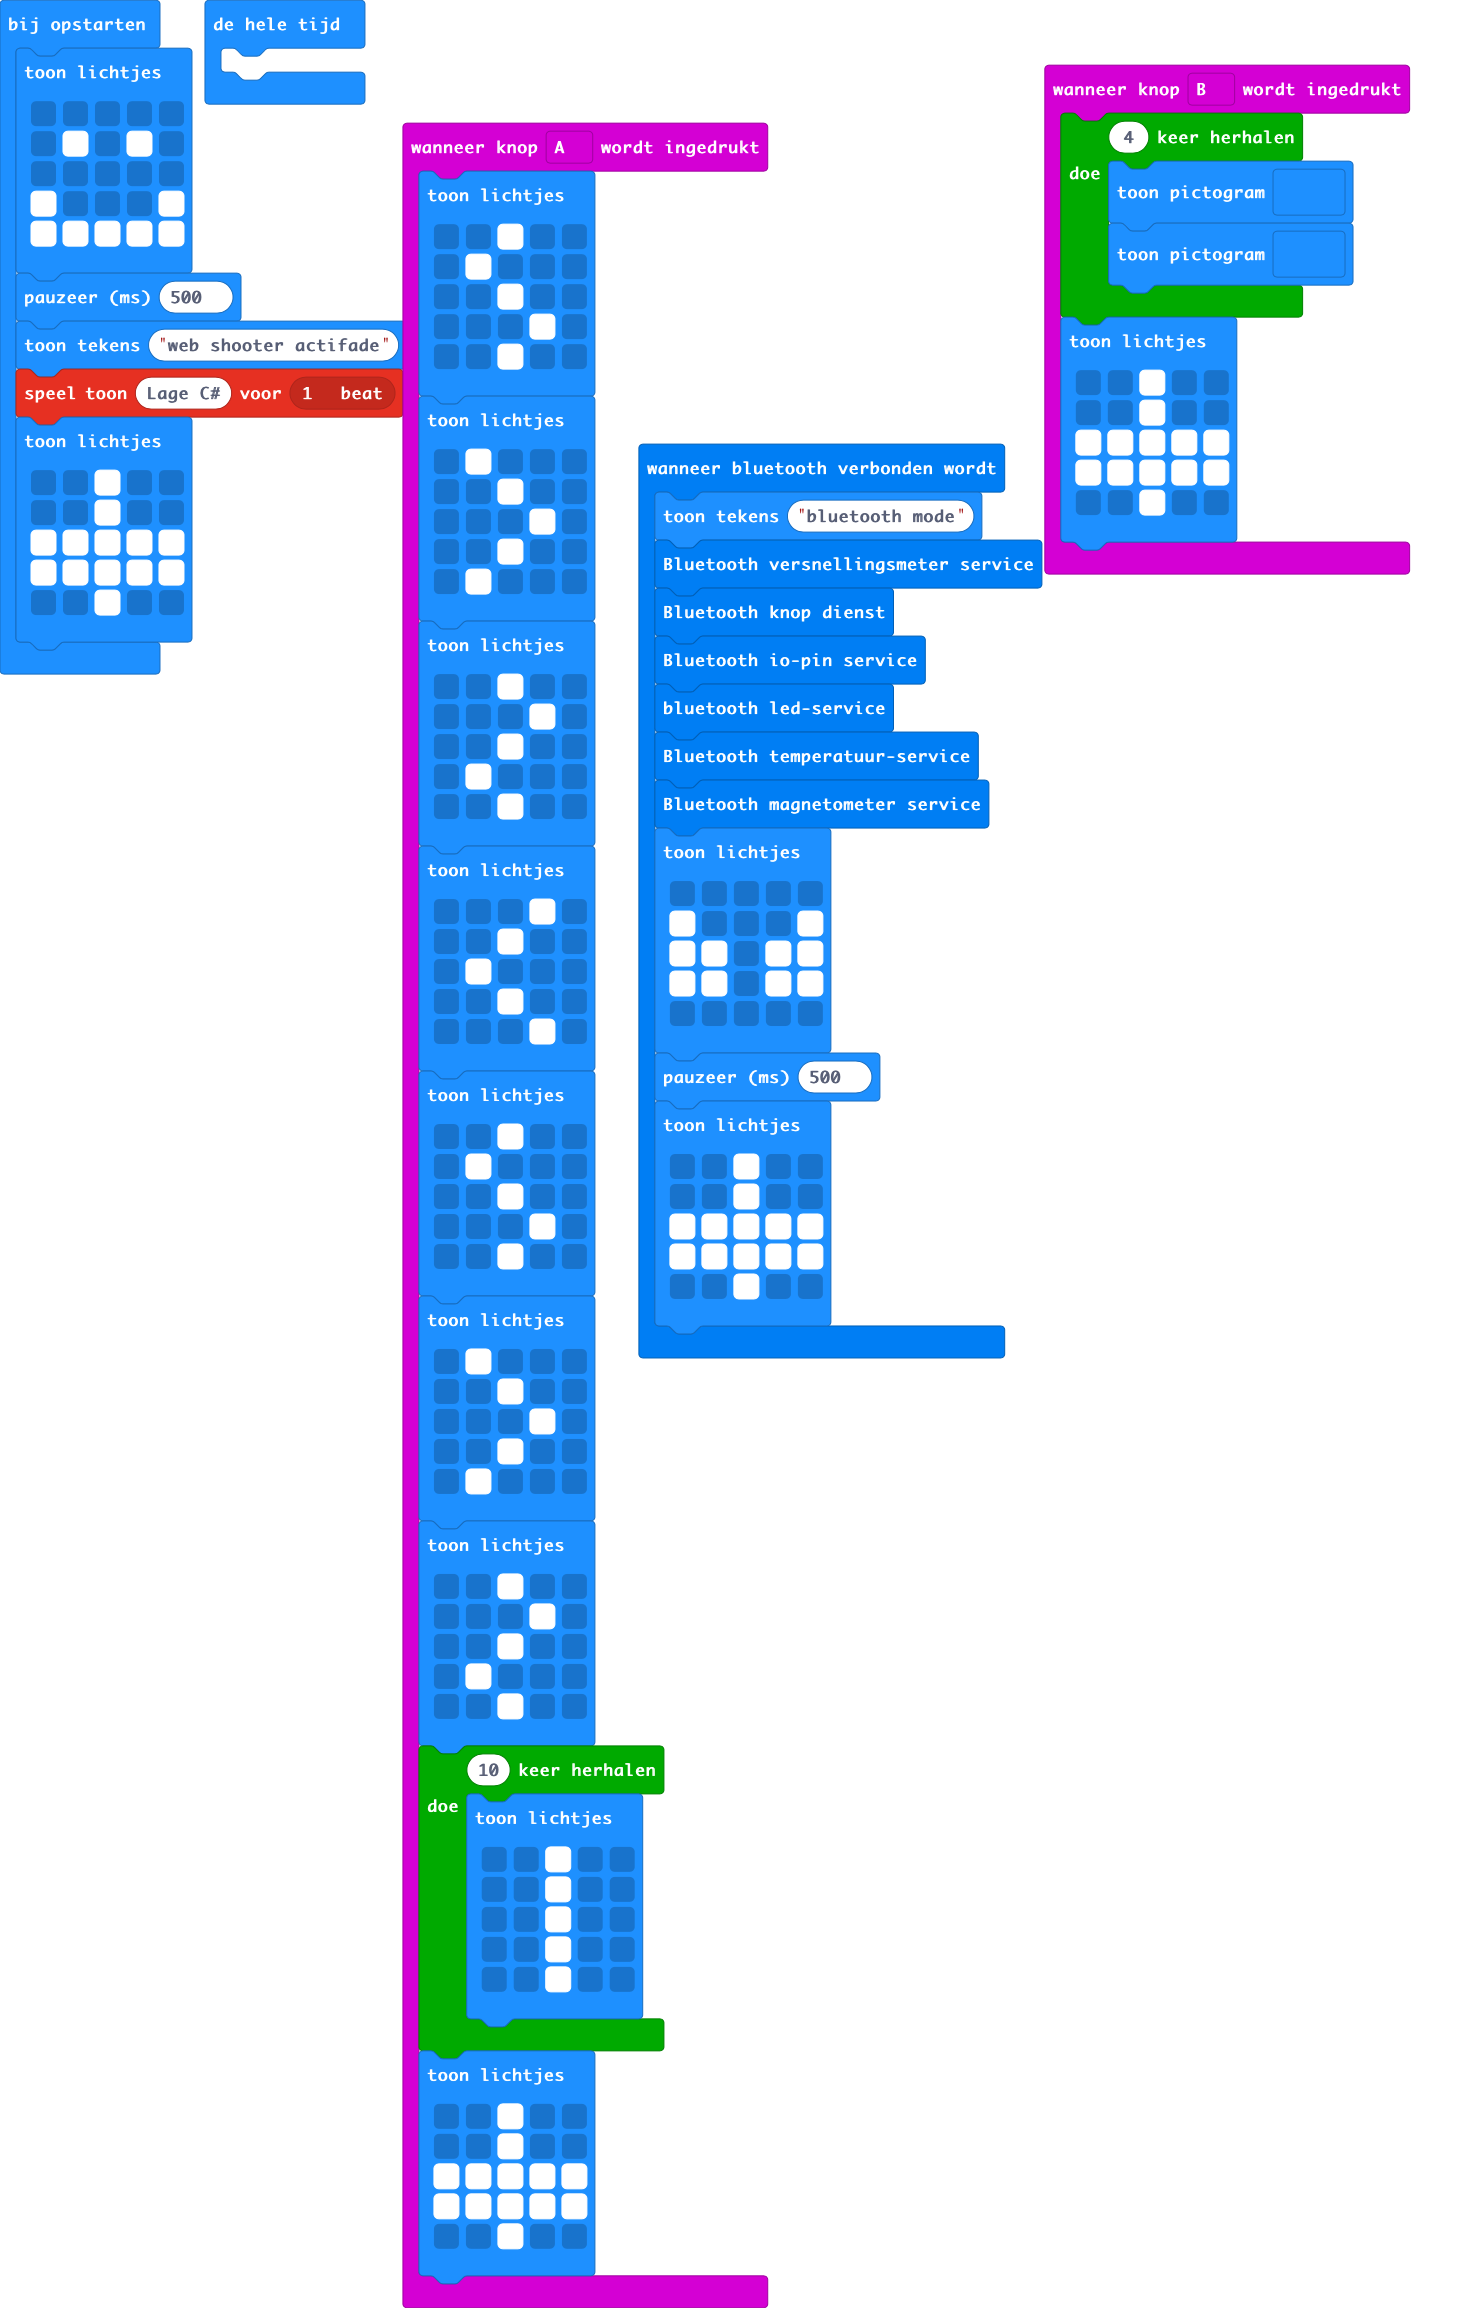 bij opstarten
toon lichtjes
pauzeer (ms) 500
toon tekens "web shooter actifade"
speel toon Lage C# voor 1 beat
toon lichtjes
de hele tijd
wanneer knop A wordt ingedrukt
toon lichtjes
toon lichtjes
toon lichtjes
toon lichtjes
toon lichtjes
toon lichtjes
toon lichtjes
10 keer herhalen
doe
toon lichtjes
toon lichtjes
wanneer bluetooth verbonden wordt
toon tekens "bluetooth mode"
Bluetooth versnellingsmeter service
Bluetooth knop dienst
Bluetooth io-pin service
bluetooth led-service
Bluetooth temperatuur-service
Bluetooth magnetometer service
toon lichtjes
pauzeer (ms) 500
toon lichtjes
wanneer knop B wordt ingedrukt
4 keer herhalen
doe
toon pictogram
toon pictogram
toon lichtjes